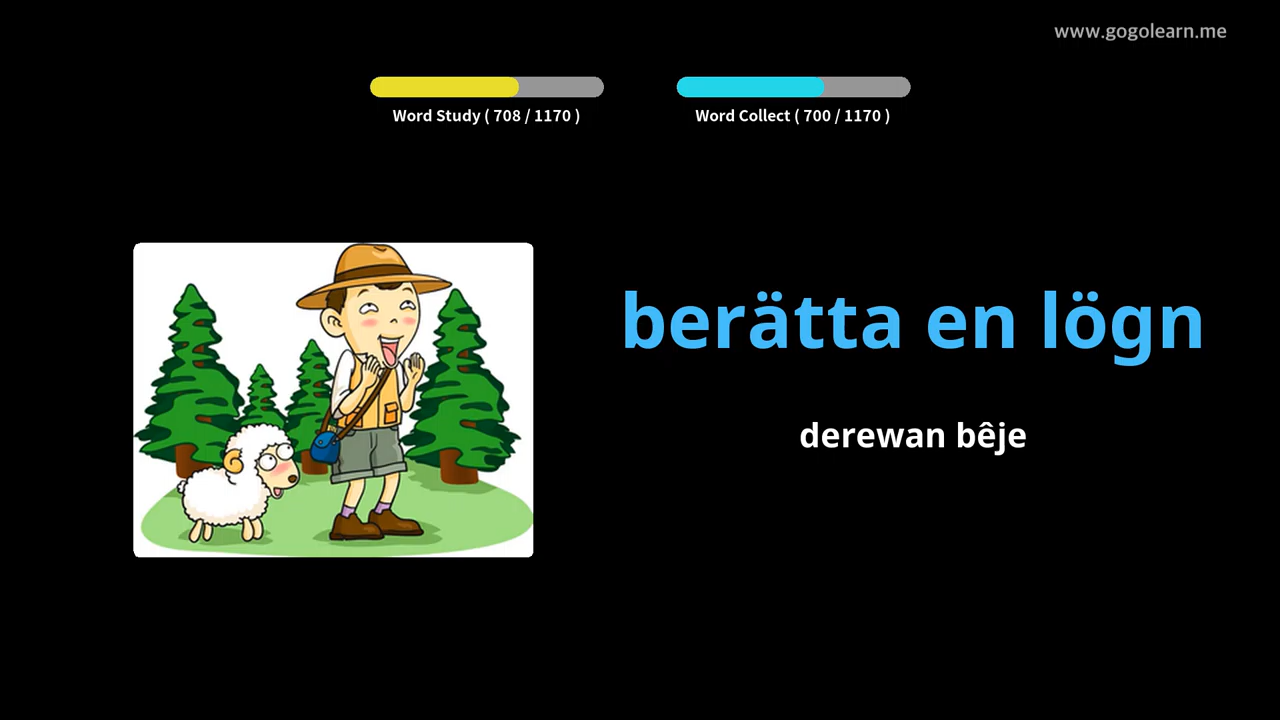 www.gogolearn.me
Word Study ( 708 / 1170 )
Word Collect ( 700 / 1170 )
berätta en lögn
derewan bêje